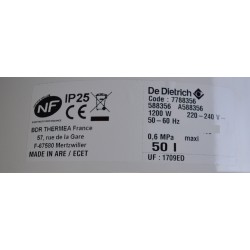 NF
IP25
CE
BDR THERMEA France
57, rue de la Gare
F-67580 Mertzwiller
MADE IN ARE / ECET
De Dietrich
Code : 7788356
588356 A588356
1200 W 220 - 240 V ~
50 - 60 Hz
0,6 MPa maxi
50 l
UF : 1709ED